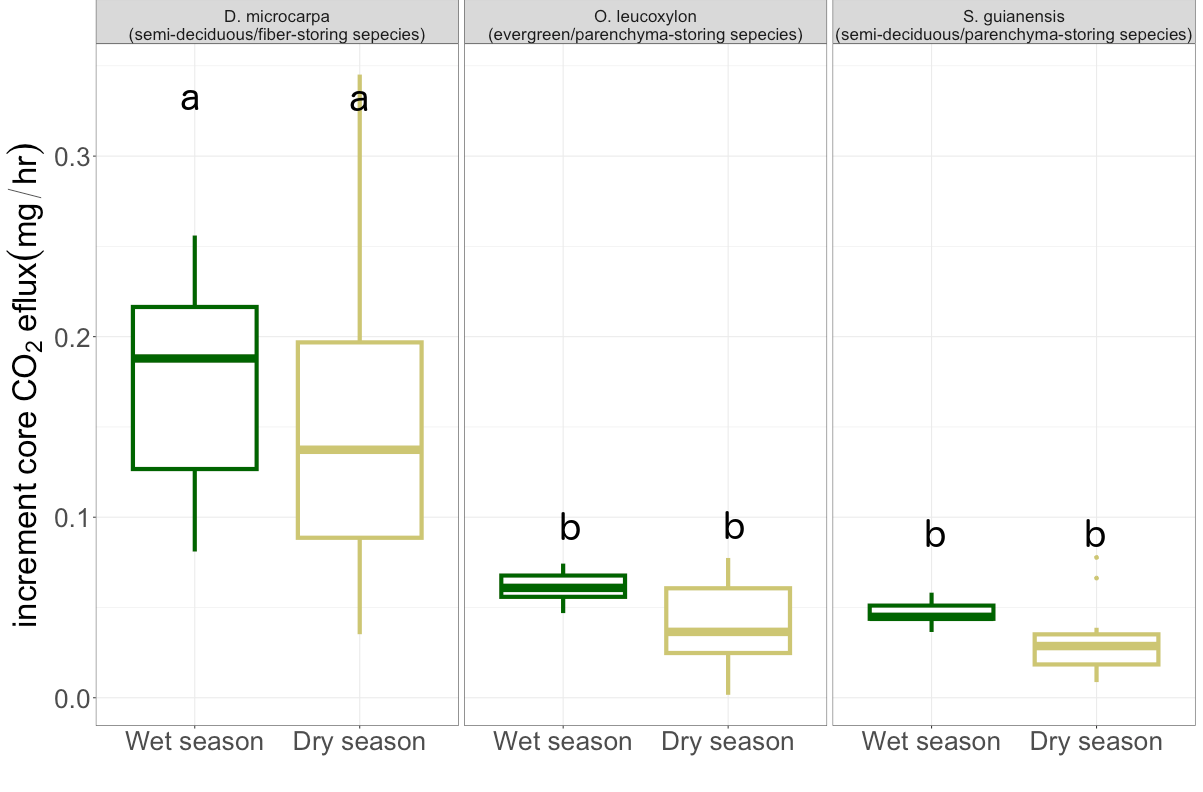 D. microcarpa
(semi-deciduous/fiber-storing sepecies)
O. leucoxylon
(evergreen/parenchyma-storing sepecies)
S. guianensis
(semi-deciduous/parenchyma-storing sepecies)
increment core CO₂ eflux(mg/hr)
0.3
0.2
0.1
0.0
a
a
b
b
b
b
Wet season
Dry season
Wet season
Dry season
Wet season
Dry season